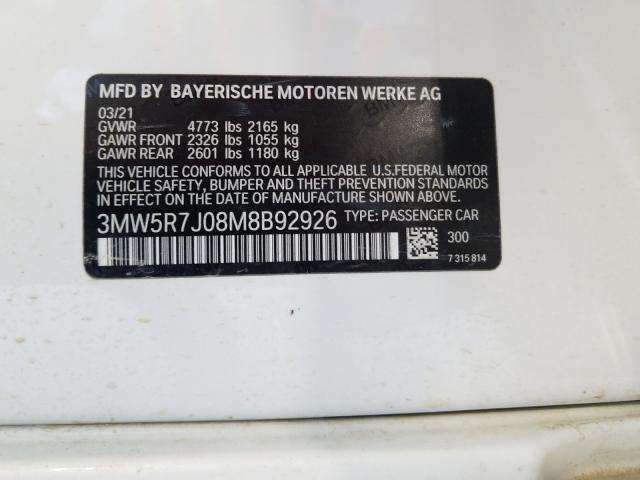 MFD BY BAYERISCHE MOTOREN WERKE AG
03/21
GVWR 4773 lbs 2165 kg
GAWR FRONT 2326 lbs 1055 kg
GAWR REAR 2601 lbs 1180 kg
THIS VEHICLE CONFORMS TO ALL APPLICABLE U.S.FEDERAL MOTOR
VEHICLE SAFETY, BUMPER AND THEFT PREVENTION STANDARDS
IN EFFECT ON THE DATE OF MANUFACTURE SHOWN ABOVE.
3MW5R7J08M8B92926 TYPE: PASSENGER CAR
300
7 315 814